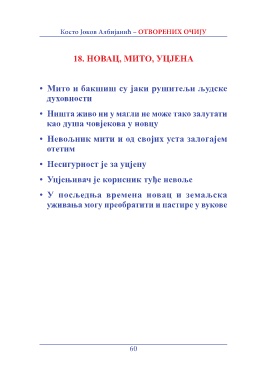 Косто Јовов Албијанић – ОТВОРЕНИХ ОЧИЈУ
18. НОВАЦ, МИТО, УЦЈЕНА
• Мито и бакшиш су јаки рушитељи људске
духовности
• Ништа живо ни у магли не може тако залутати
као душа човјекова у новцу
• Невољник мити и од својих уста залогајем
отетим
• Несигурност је за уцјену
• Уцјењивач је корисник туђе невоље
• У посљедња времена новац и земаљска
уживања могу преобратити и пастире у вукове
60